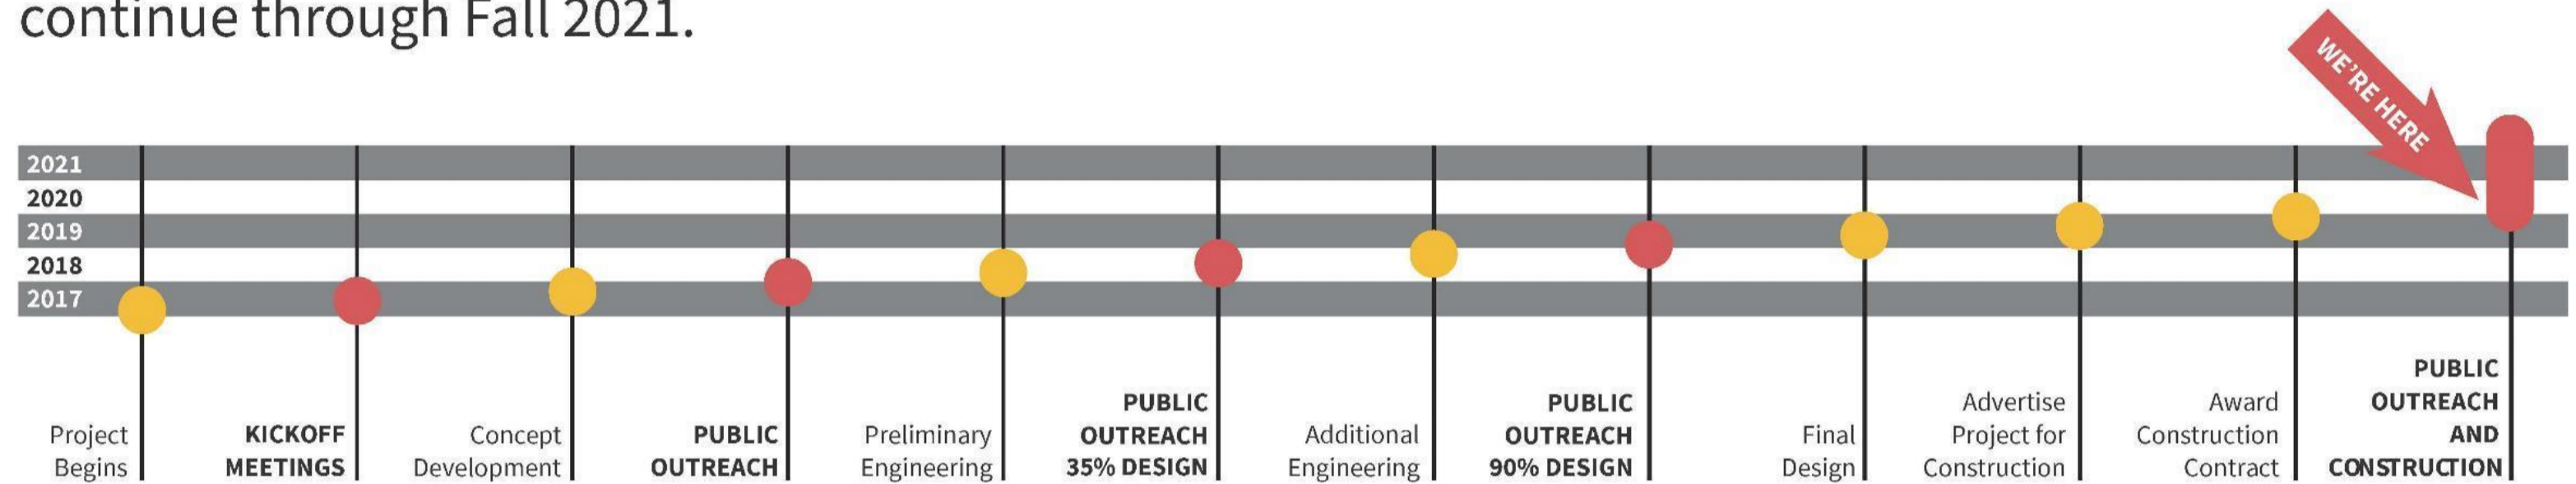 continue through Fall 2021.
WE'RE HERE
2021
2020
2019
2018
2017
Project
Begins
KICKOFF
MEETINGS
Concept
Development
PUBLIC
OUTREACH
Preliminary
Engineering
PUBLIC
OUTREACH
35% DESIGN
Additional
Engineering
PUBLIC
OUTREACH
90% DESIGN
Final
Design
Advertise
Project for
Construction
Award
Construction
Contract
PUBLIC
OUTREACH
AND
CONSTRUCTION